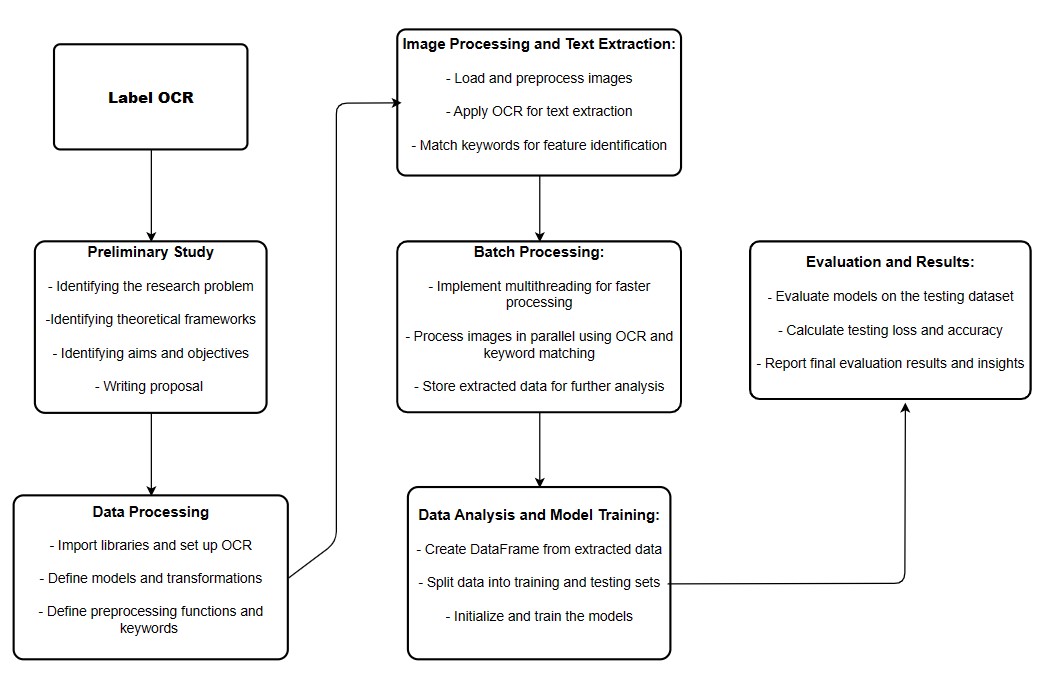 Label OCR
Preliminary Study
- Identifying the research problem
-Identifying theoretical frameworks
- Identifying aims and objectives
- Writing proposal
Data Processing
- Import libraries and set up OCR
- Define models and transformations
- Define preprocessing functions and
keywords
Image Processing and Text Extraction:
- Load and preprocess images
- Apply OCR for text extraction
- Match keywords for feature identification
Batch Processing:
- Implement multithreading for faster
processing
- Process images in parallel using OCR and
keyword matching
- Store extracted data for further analysis
Data Analysis and Model Training:
- Create DataFrame from extracted data
- Split data into training and testing sets
- Initialize and train the models
Evaluation and Results:
- Evaluate models on the testing dataset
- Calculate testing loss and accuracy
- Report final evaluation results and insights